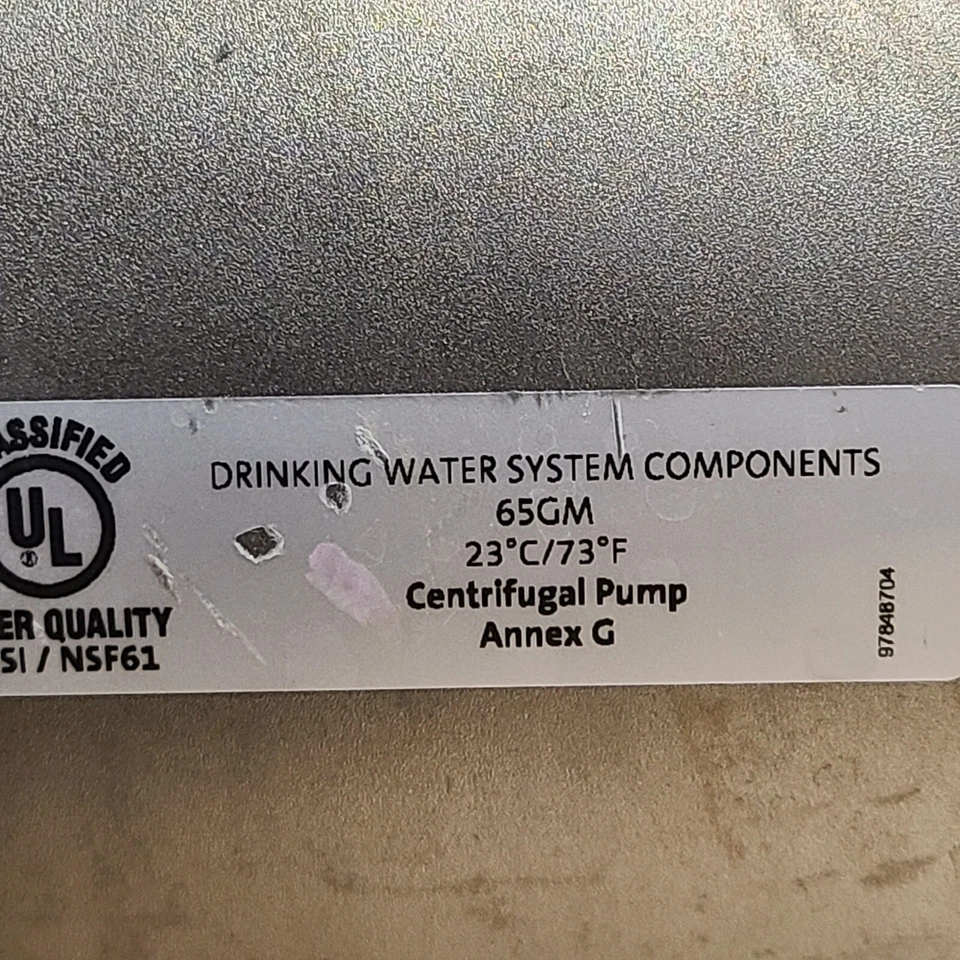 ASSIFIED
UL
ER QUALITY
SI / NSF61
DRINKING WATER SYSTEM COMPONENTS
65GM
23°C/73°F
Centrifugal Pump
Annex G
97848704